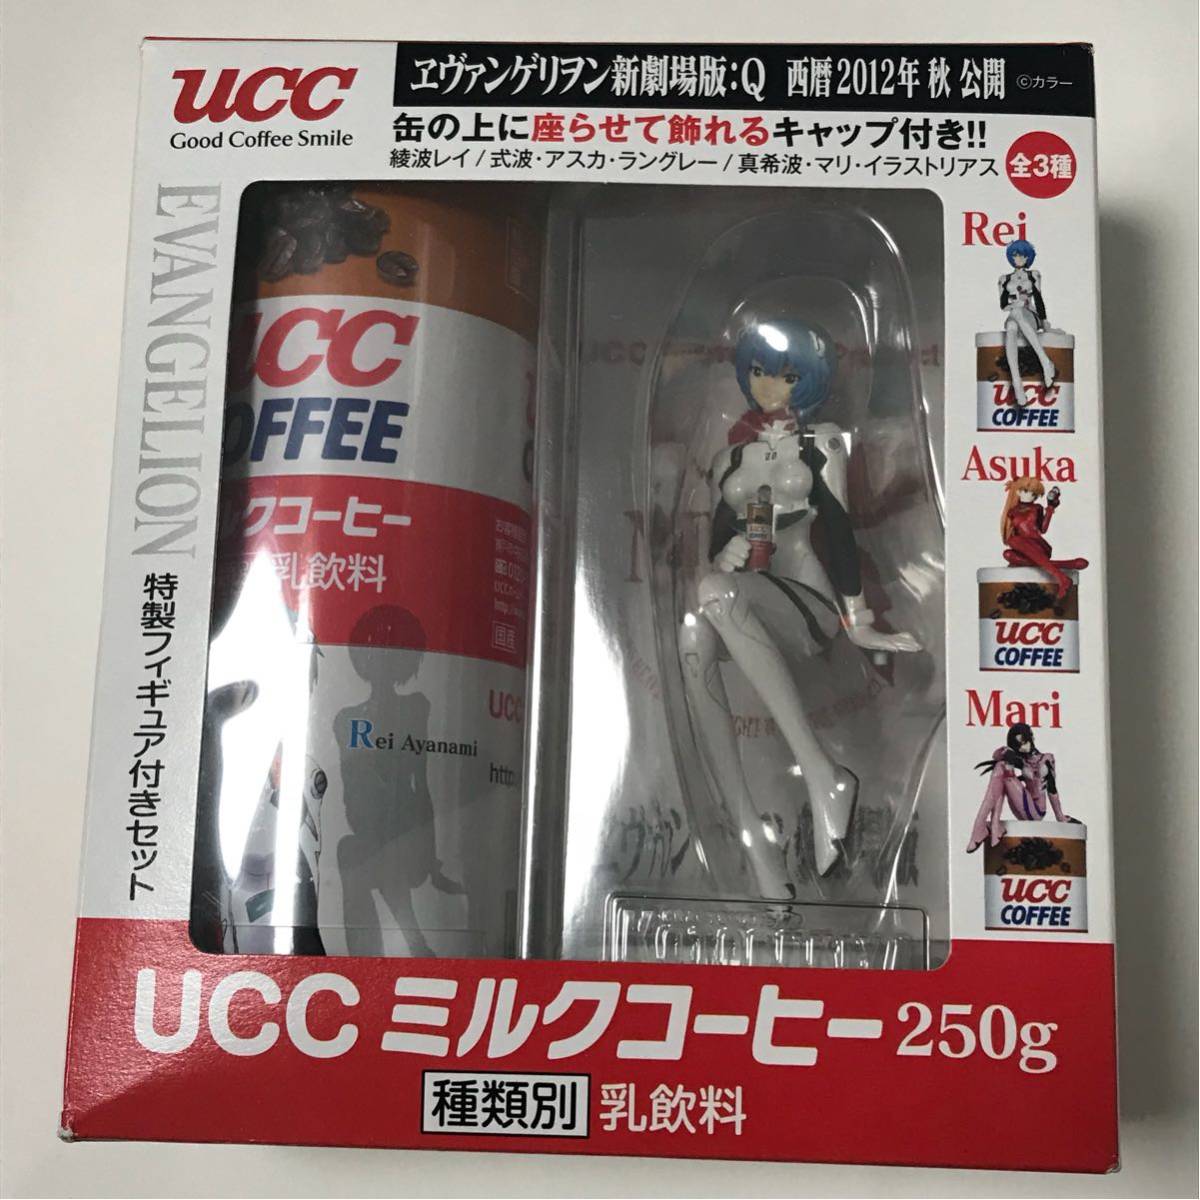 ucc
Good Coffee Smile
ヱヴァンゲリヲン新劇場版:Q 西暦2012年 秋 公開 ©カラー
缶の上に座らせて飾れるキャップ付き!!
綾波レイ/式波・アスカ・ラングレー/真希波・マリ・イラストリアス
全3種
EVANGELION
特製フィギュア付きセット
ucc
COFFEE
ルクコーヒー
乳飲料
国産
Rei Ayanami
UCC
http:
Rei
ucc
COFFEE
Asuka
ucc
COFFEE
Mari
ucc
COFFEE
UCC ミルクコーヒー 250g
種類別 乳飲料